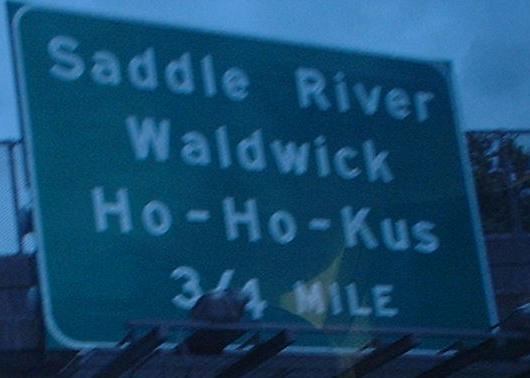 Saddle River
Waldwick
Ho-Ho-Kus
3/4 MILE